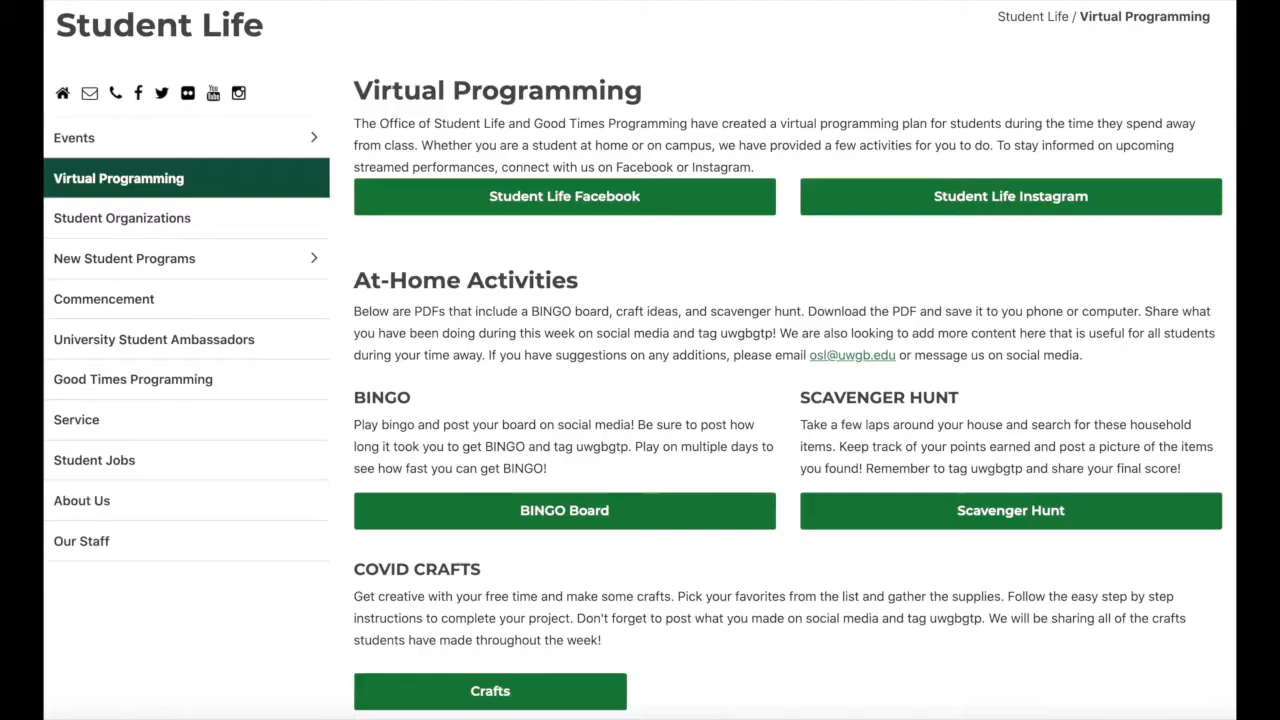 Student Life
Student Life / Virtual Programming
Events
Virtual Programming
Student Organizations
New Student Programs
Commencement
University Student Ambassadors
Good Times Programming
Service
Student Jobs
About Us
Our Staff
Virtual Programming
The Office of Student Life and Good Times Programming have created a virtual programming plan for students during the time they spend away
from class. Whether you are a student at home or on campus, we have provided a few activities for you to do. To stay informed on upcoming
streamed performances, connect with us on Facebook or Instagram.
Student Life Facebook
Student Life Instagram
At-Home Activities
Below are PDFs that include a BINGO board, craft ideas, and scavenger hunt. Download the PDF and save it to you phone or computer. Share what
you have been doing during this week on social media and tag uwgbgtp! We are also looking to add more content here that is useful for all students
during your time away. If you have suggestions on any additions, please email osl@uwgb.edu or message us on social media.
BINGO
Play bingo and post your board on social media! Be sure to post how
long it took you to get BINGO and tag uwgbgtp. Play on multiple days to
see how fast you can get BINGO!
BINGO Board
SCAVENGER HUNT
Take a few laps around your house and search for these household
items. Keep track of your points earned and post a picture of the items
you found! Remember to tag uwgbgtp and share your final score!
Scavenger Hunt
COVID CRAFTS
Get creative with your free time and make some crafts. Pick your favorites from the list and gather the supplies. Follow the easy step by step
instructions to complete your project. Don't forget to post what you made on social media and tag uwgbgtp. We will be sharing all of the crafts
students have made throughout the week!
Crafts